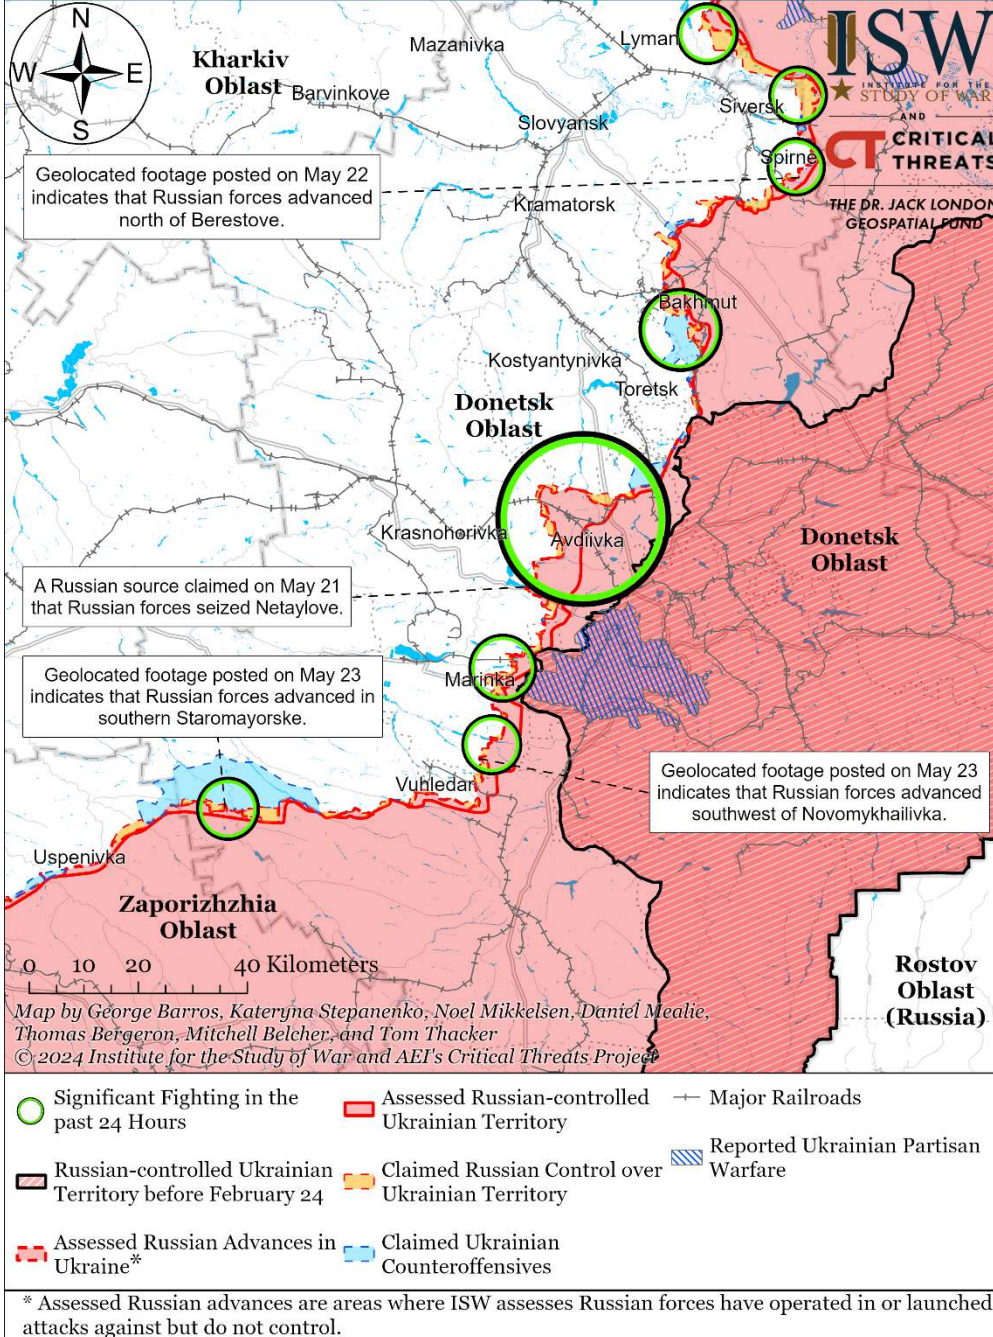 N
W
E
S
Kharkiv
Oblast
Mazanivka
Lyman
Barvinkove
Slovyansk
Siversk
ISW
INSTITUTE FOR THE
STUDY OF WAR
AND
CT CRITICAL
THREATS
THE DR. JACK LONDON
GEOSPATIAL FUND
Geolocated footage posted on May 22
indicates that Russian forces advanced
north of Berestove.
Spirne
Kramatorsk
Bakhmut
Kostyantynivka
Toretsk
Donetsk
Oblast
Krasnohorivka
Avdiivka
Donetsk
Oblast
A Russian source claimed on May 21
that Russian forces seized Netaylove.
Geolocated footage posted on May 23
indicates that Russian forces advanced in
southern Staromayorske.
Marinka
Vuhledar
Geolocated footage posted on May 23
indicates that Russian forces advanced
southwest of Novomykhailivka.
Uspenivka
Zaporizhzhia
Oblast
Rostov
Oblast
(Russia)
0 10 20 40 Kilometers
Map by George Barros, Kateryna Stepanenko, Noel Mikkelsen, Daniel Mealie,
Thomas Bergeron, Mitchell Belcher, and Tom Thacker
© 2024 Institute for the Study of War and AEI's Critical Threats Project
Significant Fighting in the
past 24 Hours
Russian-controlled Ukrainian
Territory before February 24
Assessed Russian Advances in
Ukraine*
Assessed Russian-controlled
Ukrainian Territory
Claimed Russian Control over
Ukrainian Territory
Claimed Ukrainian
Counteroffensives
Major Railroads
Reported Ukrainian Partisan
Warfare
* Assessed Russian advances are areas where ISW assesses Russian forces have operated in or launched
attacks against but do not control.